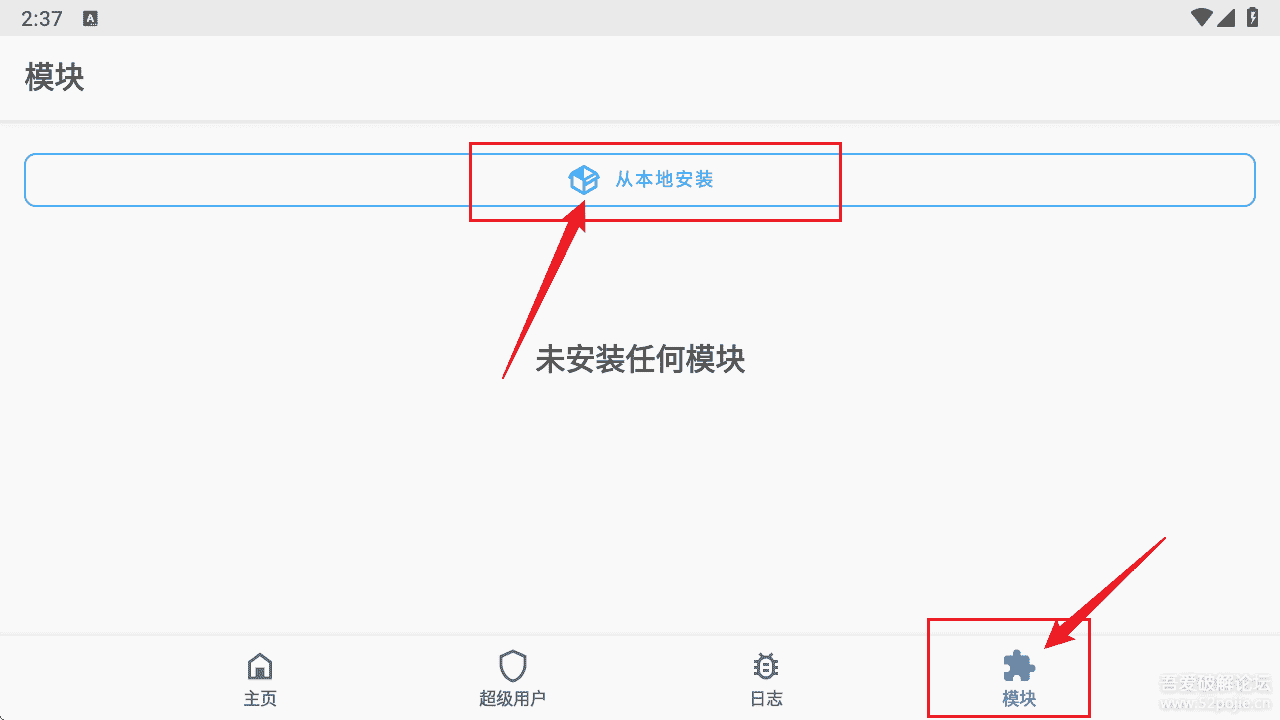 2:37 A
模块
从本地安装
未安装任何模块
主页
超级用户
日志
模块
吾爱破解论坛
www.52pojie.cn